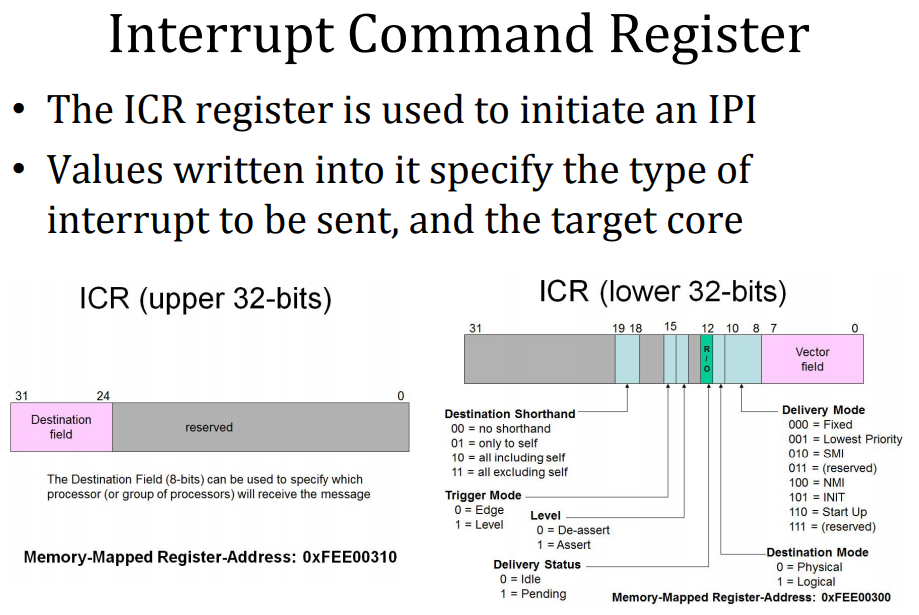 Interrupt Command Register
• The ICR register is used to initiate an IPI
• Values written into it specify the type of
interrupt to be sent, and the target core
ICR (upper 32-bits)
31 24 0
Destination
field
reserved
The Destination Field (8-bits) can be used to specify which
processor (or group of processors) will receive the message
Memory-Mapped Register-Address: 0xFEE00310
ICR (lower 32-bits)
31 19 18 15 12 10 8 7 0
R
/
O
Vector
field
Destination Shorthand
00 = no shorthand
01 = only to self
10 = all including self
11 = all excluding self
Trigger Mode
0 = Edge
1 = Level
Level
0 = De-assert
1 = Assert
Delivery Status
0 = Idle
1 = Pending
Delivery Mode
000 = Fixed
001 = Lowest Priority
010 = SMI
011 = (reserved)
100 = NMI
101 = INIT
110 = Start Up
111 = (reserved)
Destination Mode
0 = Physical
1 = Logical
Memory-Mapped Register-Address: 0xFEE00300